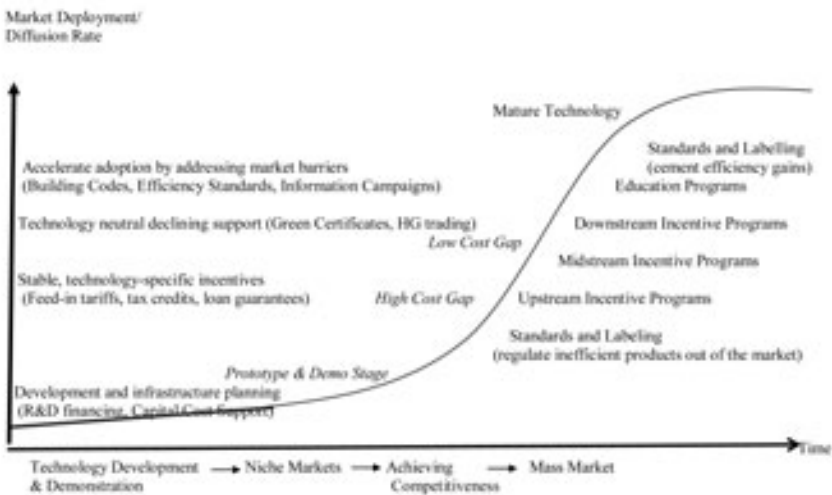 Market Deployment/
Diffusion Rate
Mature Technology
Standards and Labelling
(cement efficiency gains)
Accelerate adoption by addressing market barriers
(Building Codes, Efficiency Standards, Information Campaigns)
Education Programs
Technology neutral declining support (Green Certificates, HG trading)
Downstream Incentive Programs
Low Cost Gap
Midstream Incentive Programs
Stable, technology-specific incentives
(Feed-in tariffs, tax credits, loan guarantees)
High Cost Gap
Upstream Incentive Programs
Standards and Labeling
(regulate inefficient products out of the market)
Prototype & Demo Stage
Development and infrastructure planning
(R&D financing, Capital Cost Support)
Time
Technology Development
& Demonstration
Niche Markets
Achieving
Competitiveness
Mass Market